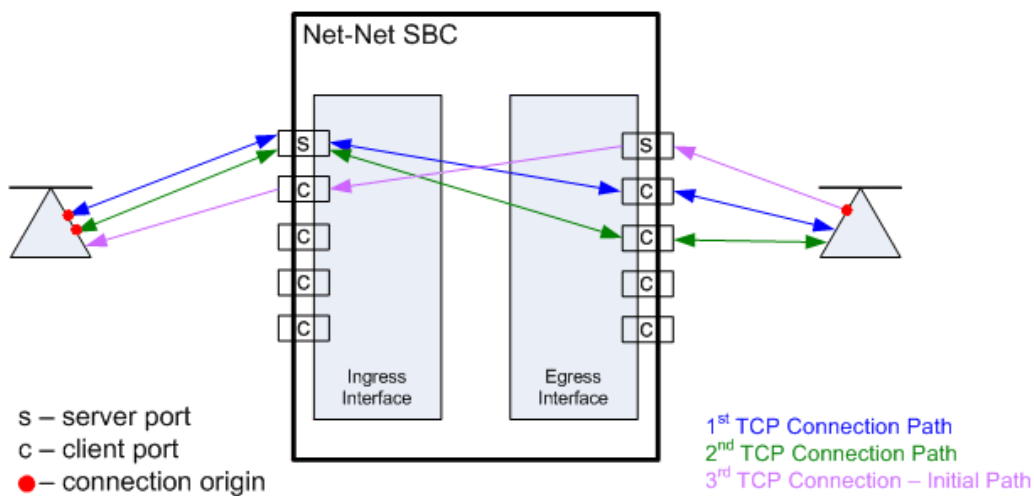 Net-Net SBC
S
C
C
C
C
S
C
C
C
C
Ingress
Interface
Egress
Interface
s – server port
c – client port
– connection origin
1st TCP Connection Path
2nd TCP Connection Path
3rd TCP Connection – Initial Path